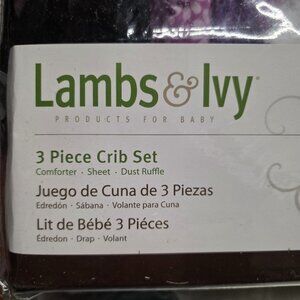 Lambs & Ivy®
PRODUCTS FOR BABY
3 Piece Crib Set
Comforter • Sheet • Dust Ruffle
Juego de Cuna de 3 Piezas
Edredón • Sábana • Volante para Cuna
Lit de Bébé 3 Piéces
Édredon • Drap • Volant